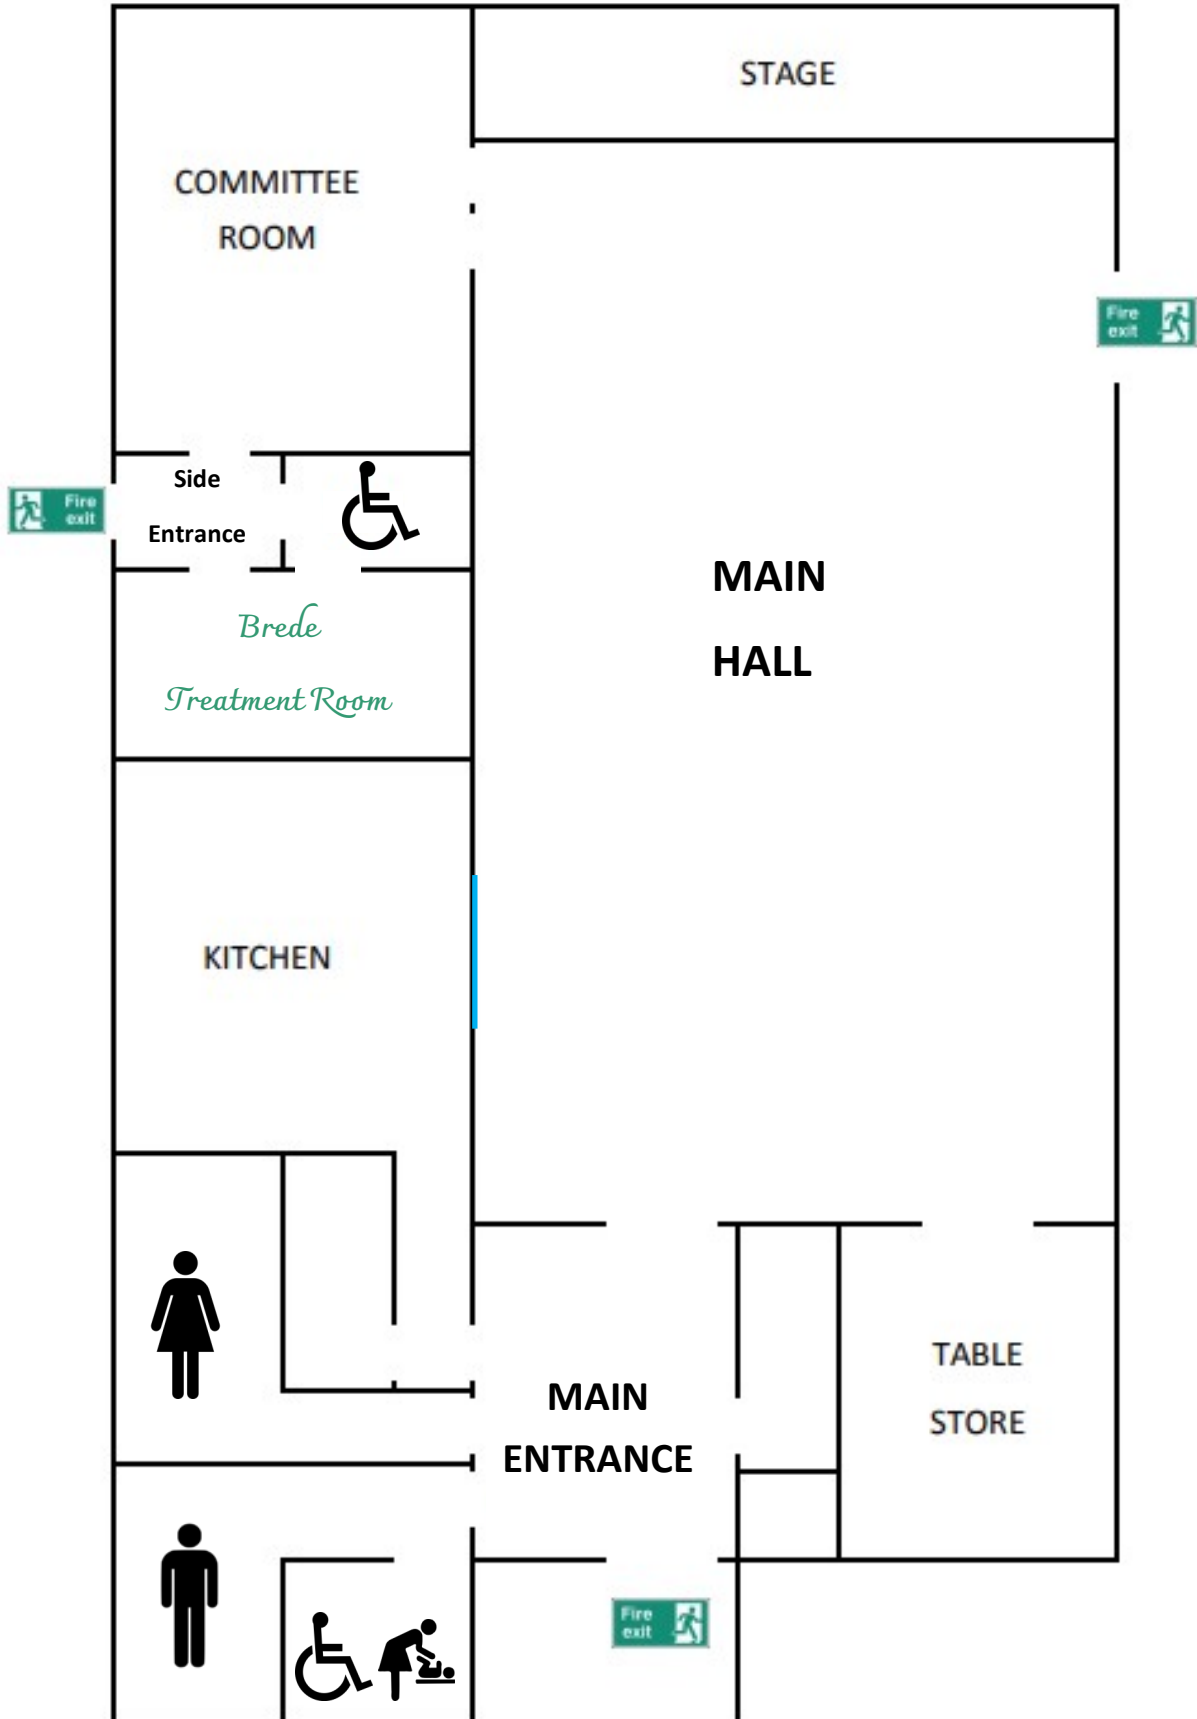 STAGE
COMMITTEE
ROOM
Fire
exit
Side
Entrance
Fire
exit
MAIN
HALL
Brede
Treatment Room
KITCHEN
TABLE
STORE
MAIN
ENTRANCE
Fire
exit